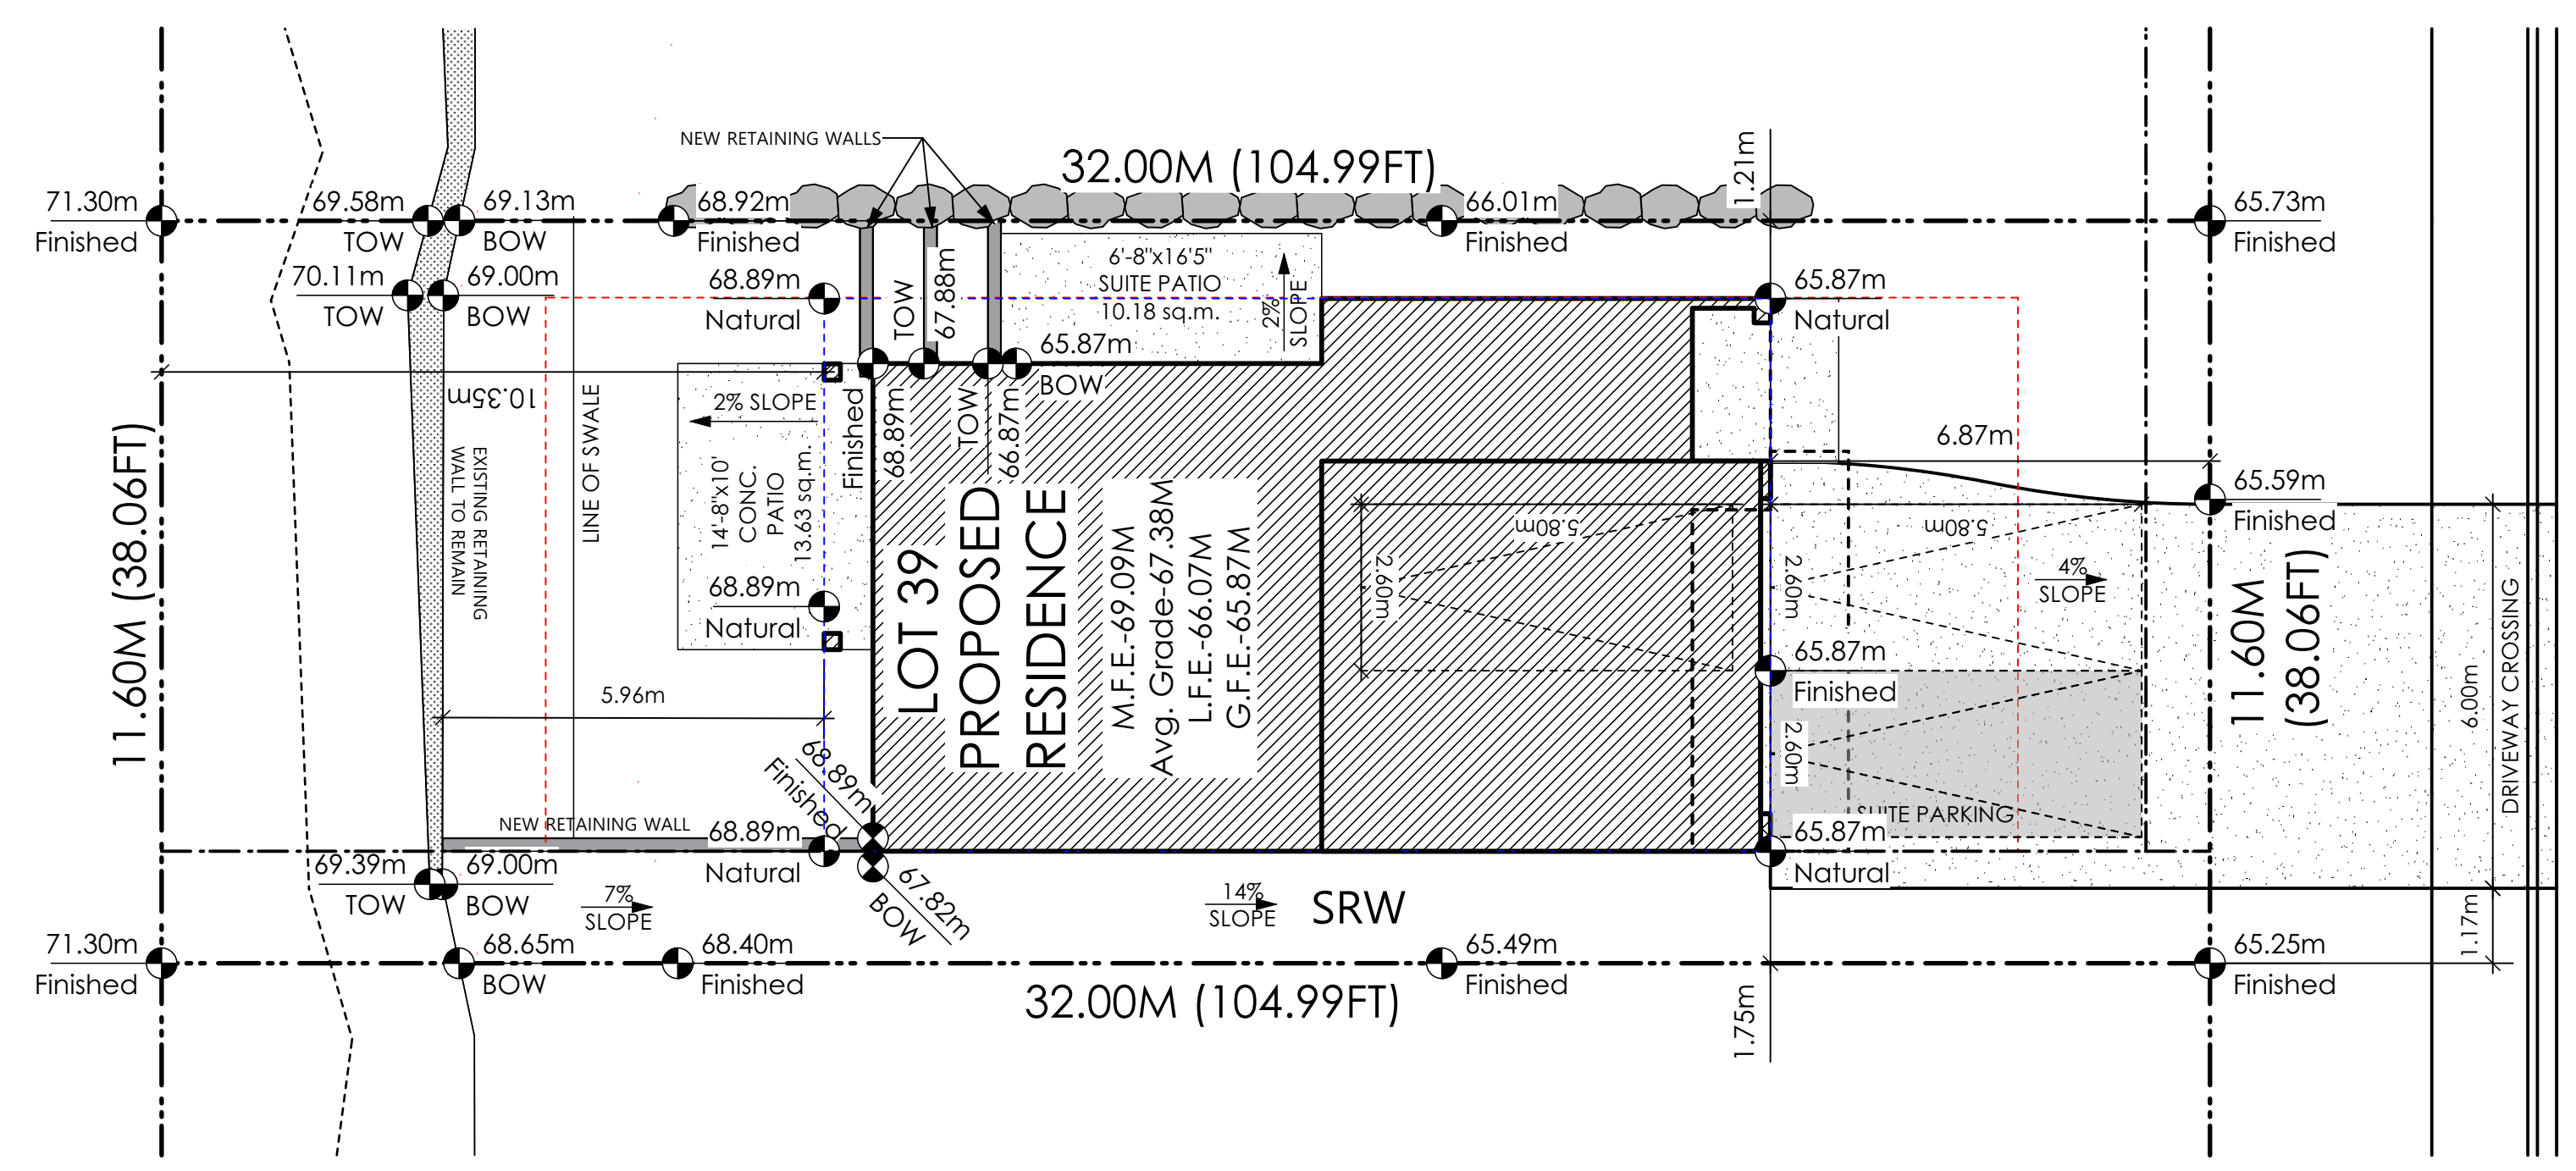 NEW RETAINING WALLS
32.00M (104.99FT)
1.21m
71.30m
Finished
69.58m
TOW
69.13m
BOW
68.92m
Finished
66.01m
Finished
65.73m
Finished
70.11m
TOW
69.00m
BOW
68.89m
Natural
TOW
67.88m
6'-8"x16'5"
SUITE PATIO
10.18 sq.m.
2%
SLOPE
65.87m
Natural
65.87m
BOW
10.35m
2% SLOPE
Finished
68.89m
TOW
66.87m
6.87m
11.60M (38.06FT)
EXISTING RETAINING
WALL TO REMAIN
LINE OF SWALE
14'-8"x10'
CONC.
PATIO
13.63 sq.m.
65.59m
Finished
5.80m
5.80m
2.60m
2.60m
4%
SLOPE
68.89m
Natural
LOT 39
PROPOSED
RESIDENCE
M.F.E.-69.09M
Avg. Grade-67.38M
L.F.E.-66.07M
G.F.E.-65.87M
65.87m
Finished
11.60M
(38.06FT)
6.00m
DRIVEWAY CROSSING
5.96m
2.60m
68.89m
Finished
NEW RETAINING WALL
68.89m
Natural
SUITE PARKING
65.87m
Natural
69.39m
TOW
69.00m
BOW
7%
SLOPE
67.82m
BOW
14%
SLOPE
SRW
1.17m
71.30m
Finished
68.65m
BOW
68.40m
Finished
65.49m
Finished
65.25m
Finished
32.00M (104.99FT)
1.75m